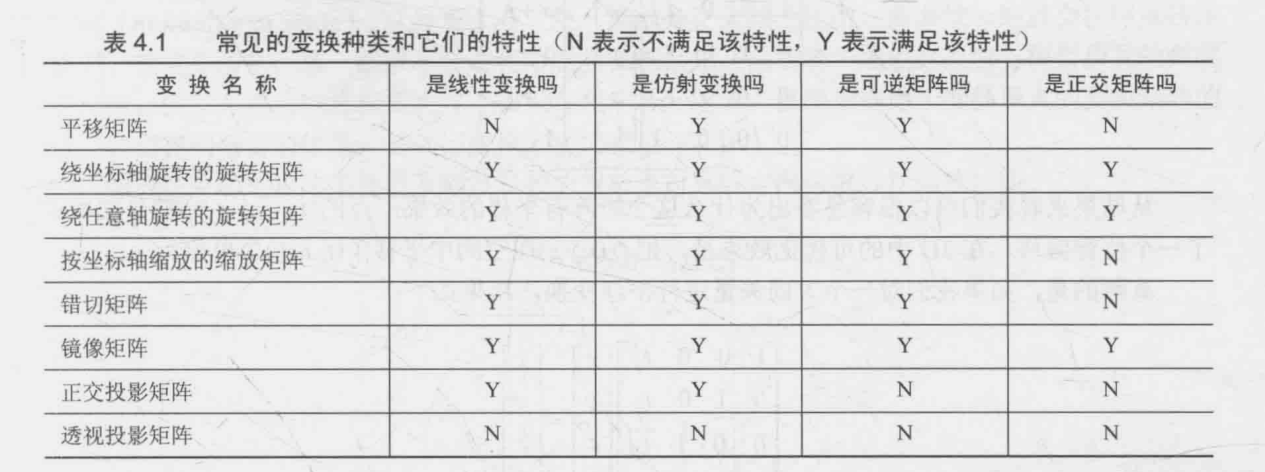 表 4.1 常见的变换种类和它们的特性（N 表示不满足该特性，Y 表示满足该特性）
变 换 名 称 是线性变换吗 是仿射变换吗 是可逆矩阵吗 是正交矩阵吗
平移矩阵 N Y Y N
绕坐标轴旋转的旋转矩阵 Y Y Y Y
绕任意轴旋转的旋转矩阵 Y Y Y Y
按坐标轴缩放的缩放矩阵 Y Y Y N
错切矩阵 Y Y Y N
镜像矩阵 Y Y Y Y
正交投影矩阵 Y Y N N
透视投影矩阵 N N N N